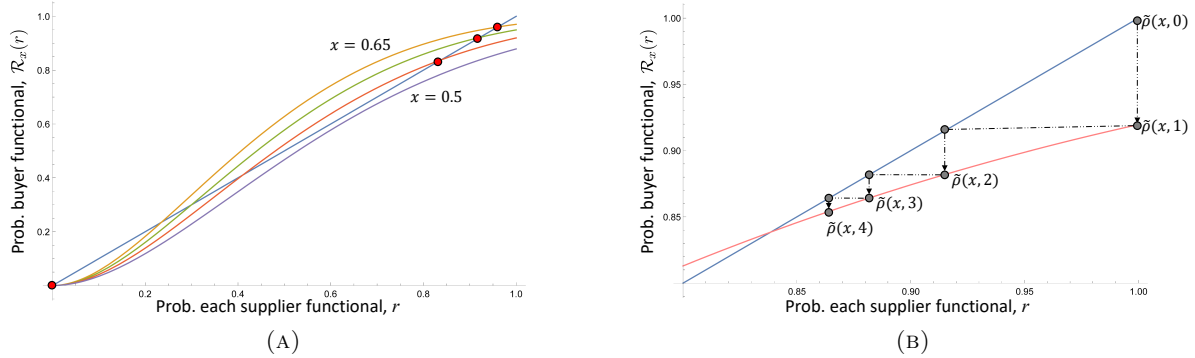 Prob. buyer functional, ℛₓ(r)
1.0
0.8
0.6
0.4
0.2
x = 0.65
x = 0.5
0.2 0.4 0.6 0.8 1.0
Prob. each supplier functional, r
(A)
Prob. buyer functional, ℛₓ(r)
1.00
0.95
0.90
0.85
ρ̃(x, 0)
ρ̃(x, 1)
ρ̃(x, 2)
ρ̃(x, 3)
ρ̃(x, 4)
0.85 0.90 0.95 1.00
Prob. each supplier functional, r
(B)